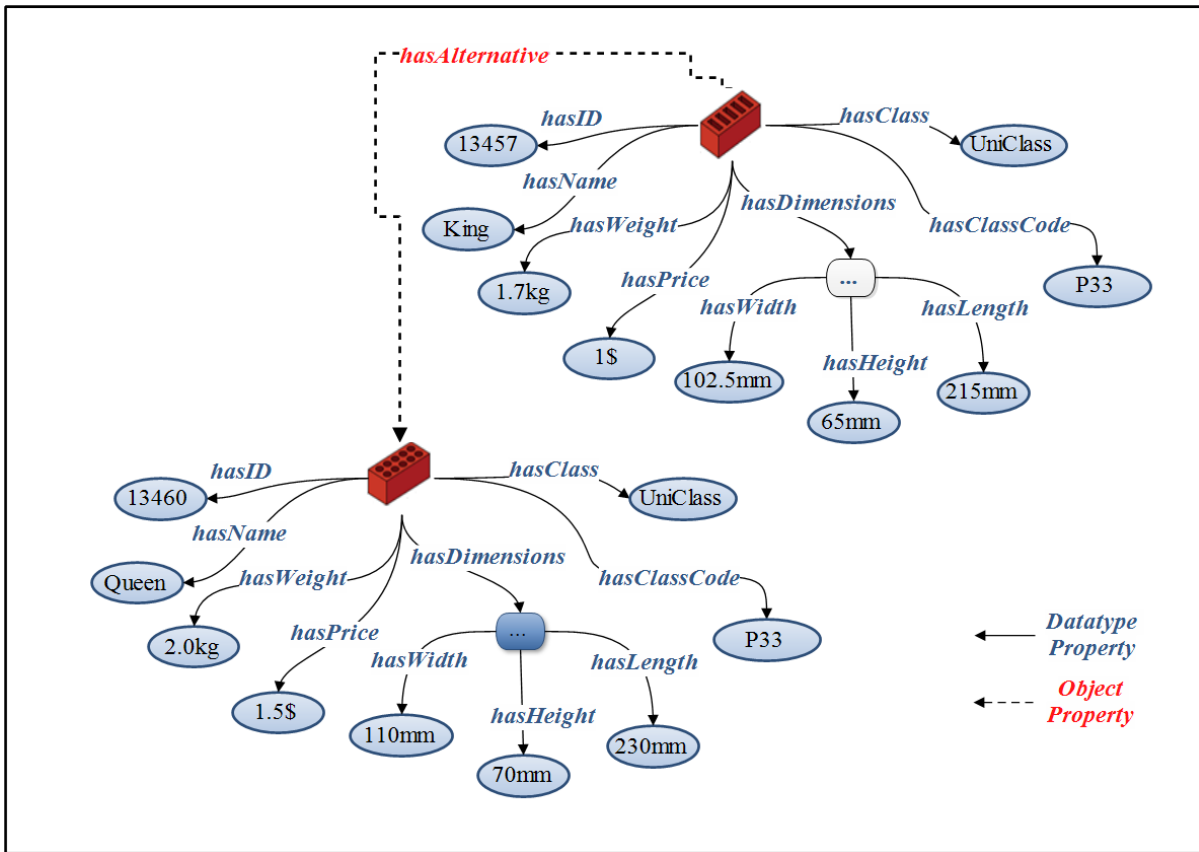 hasAlternative
hasID
hasClass
13457
UniClass
hasName
hasDimensions
King
hasWeight
hasClassCode
...
1.7kg
hasPrice
P33
hasWidth
hasLength
1$
hasHeight
102.5mm
215mm
65mm
hasID
hasClass
13460
UniClass
hasName
hasDimensions
Queen
hasWeight
hasClassCode
...
2.0kg
hasPrice
P33
hasWidth
hasLength
1.5$
hasHeight
110mm
230mm
70mm
Datatype
Property
Object
Property